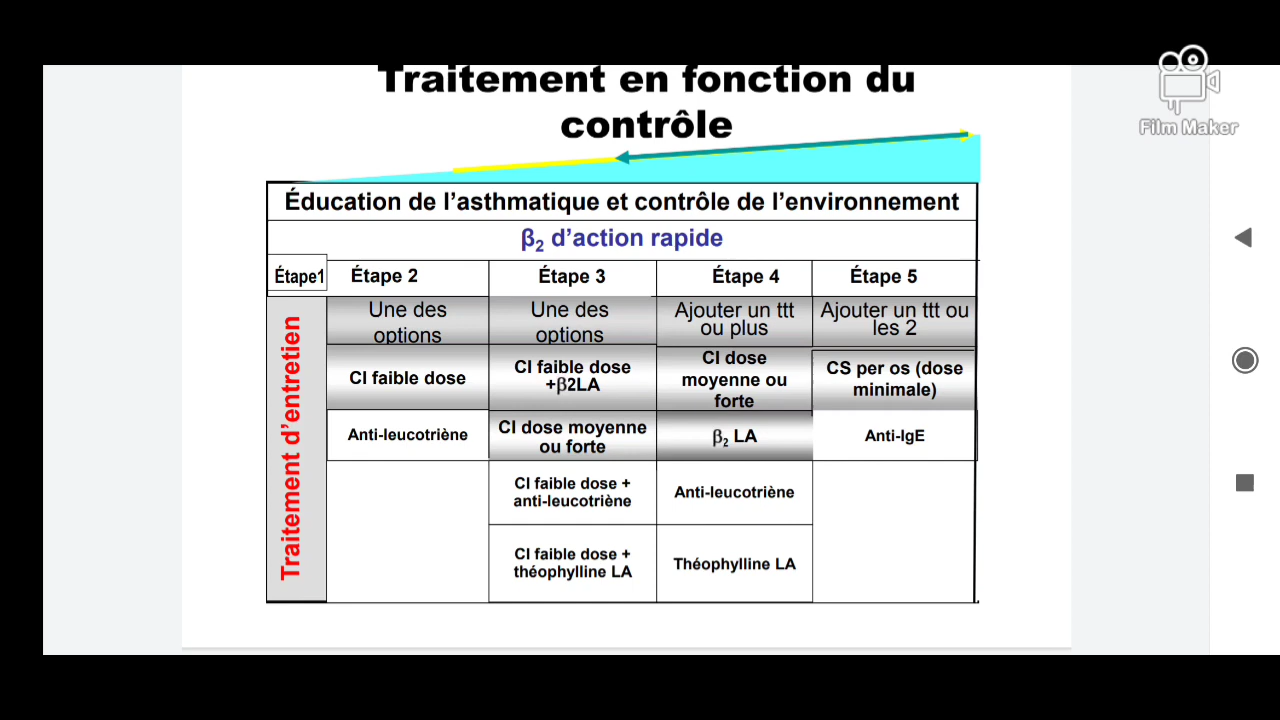 Traitement en fonction du
contrôle
Film Maker
Éducation de l'asthmatique et contrôle de l'environnement
β2 d'action rapide
Étape1
Étape 2
Étape 3
Étape 4
Étape 5
Traitement d'entretien
Une des
options
Une des
options
Ajouter un ttt
ou plus
Ajouter un ttt ou
les 2
CI faible dose
CI faible dose
+β2LA
CI dose
moyenne ou
forte
CS per os (dose
minimale)
Anti-leucotriène
CI dose moyenne
ou forte
β2 LA
Anti-IgE
CI faible dose +
anti-leucotriène
Anti-leucotriène
CI faible dose +
théophylline LA
Théophylline LA